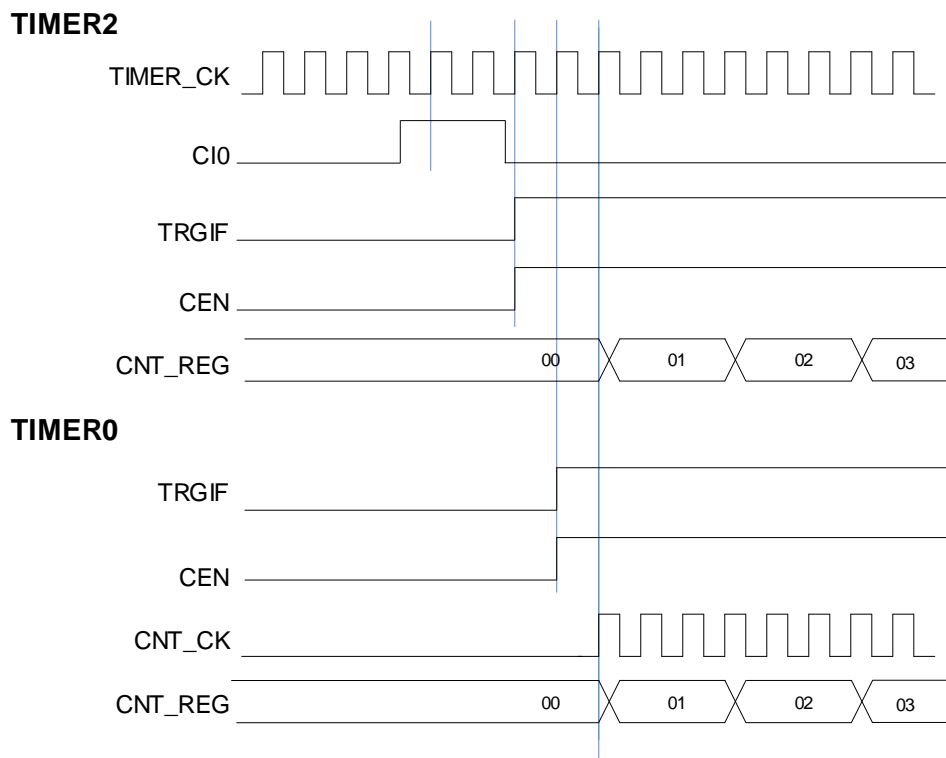 TIMER2
TIMER_CK
CI0
TRGIF
CEN
CNT_REG 00 01 02 03
TIMER0
TRGIF
CEN
CNT_CK
CNT_REG 00 01 02 03